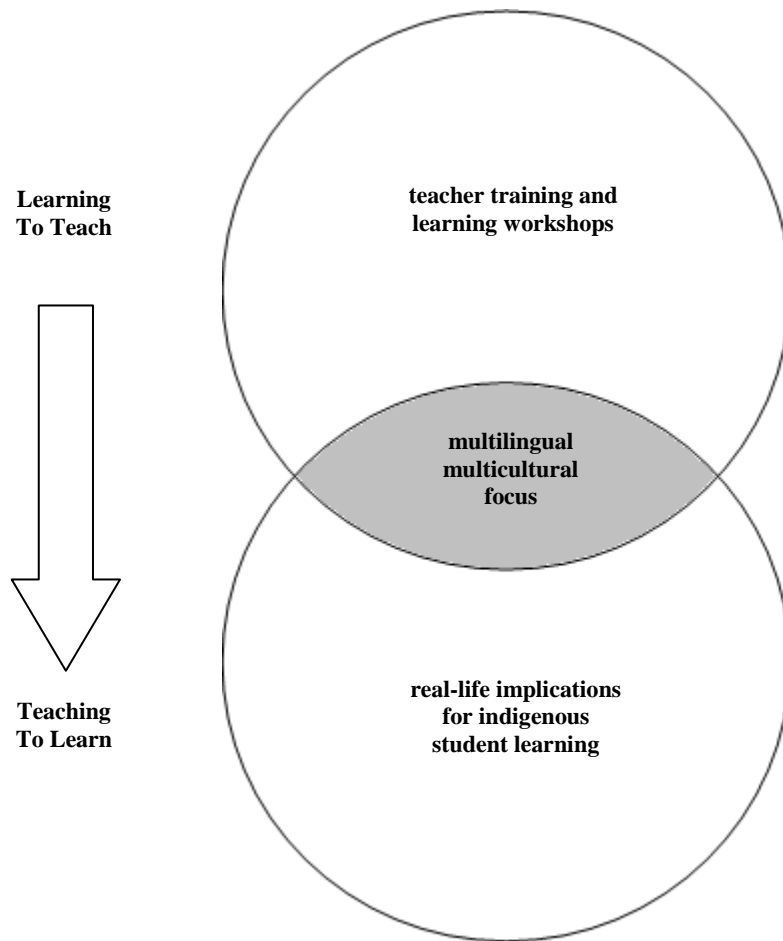 Learning
To Teach
teacher training and
learning workshops
multilingual
multicultural
focus
Teaching
To Learn
real-life implications
for indigenous
student learning